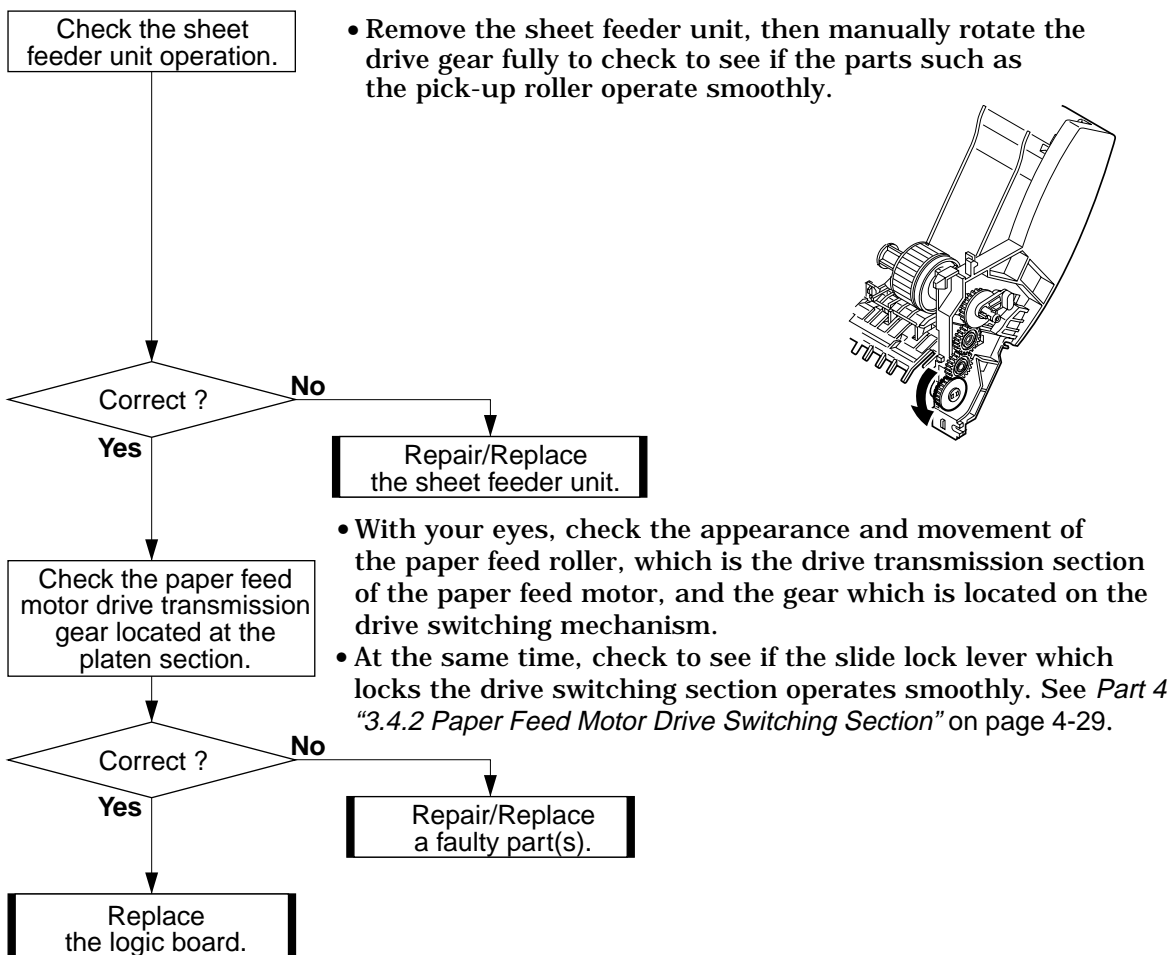 Check the sheet
feeder unit operation.
• Remove the sheet feeder unit, then manually rotate the
drive gear fully to check to see if the parts such as
the pick-up roller operate smoothly.
Correct ?
No
Yes
Repair/Replace
the sheet feeder unit.
• With your eyes, check the appearance and movement of
the paper feed roller, which is the drive transmission section
of the paper feed motor, and the gear which is located on the
drive switching mechanism.
• At the same time, check to see if the slide lock lever which
locks the drive switching section operates smoothly. See Part 4
“3.4.2 Paper Feed Motor Drive Switching Section” on page 4-29.
Check the paper feed
motor drive transmission
gear located at the
platen section.
Correct ?
No
Yes
Repair/Replace
a faulty part(s).
Replace
the logic board.